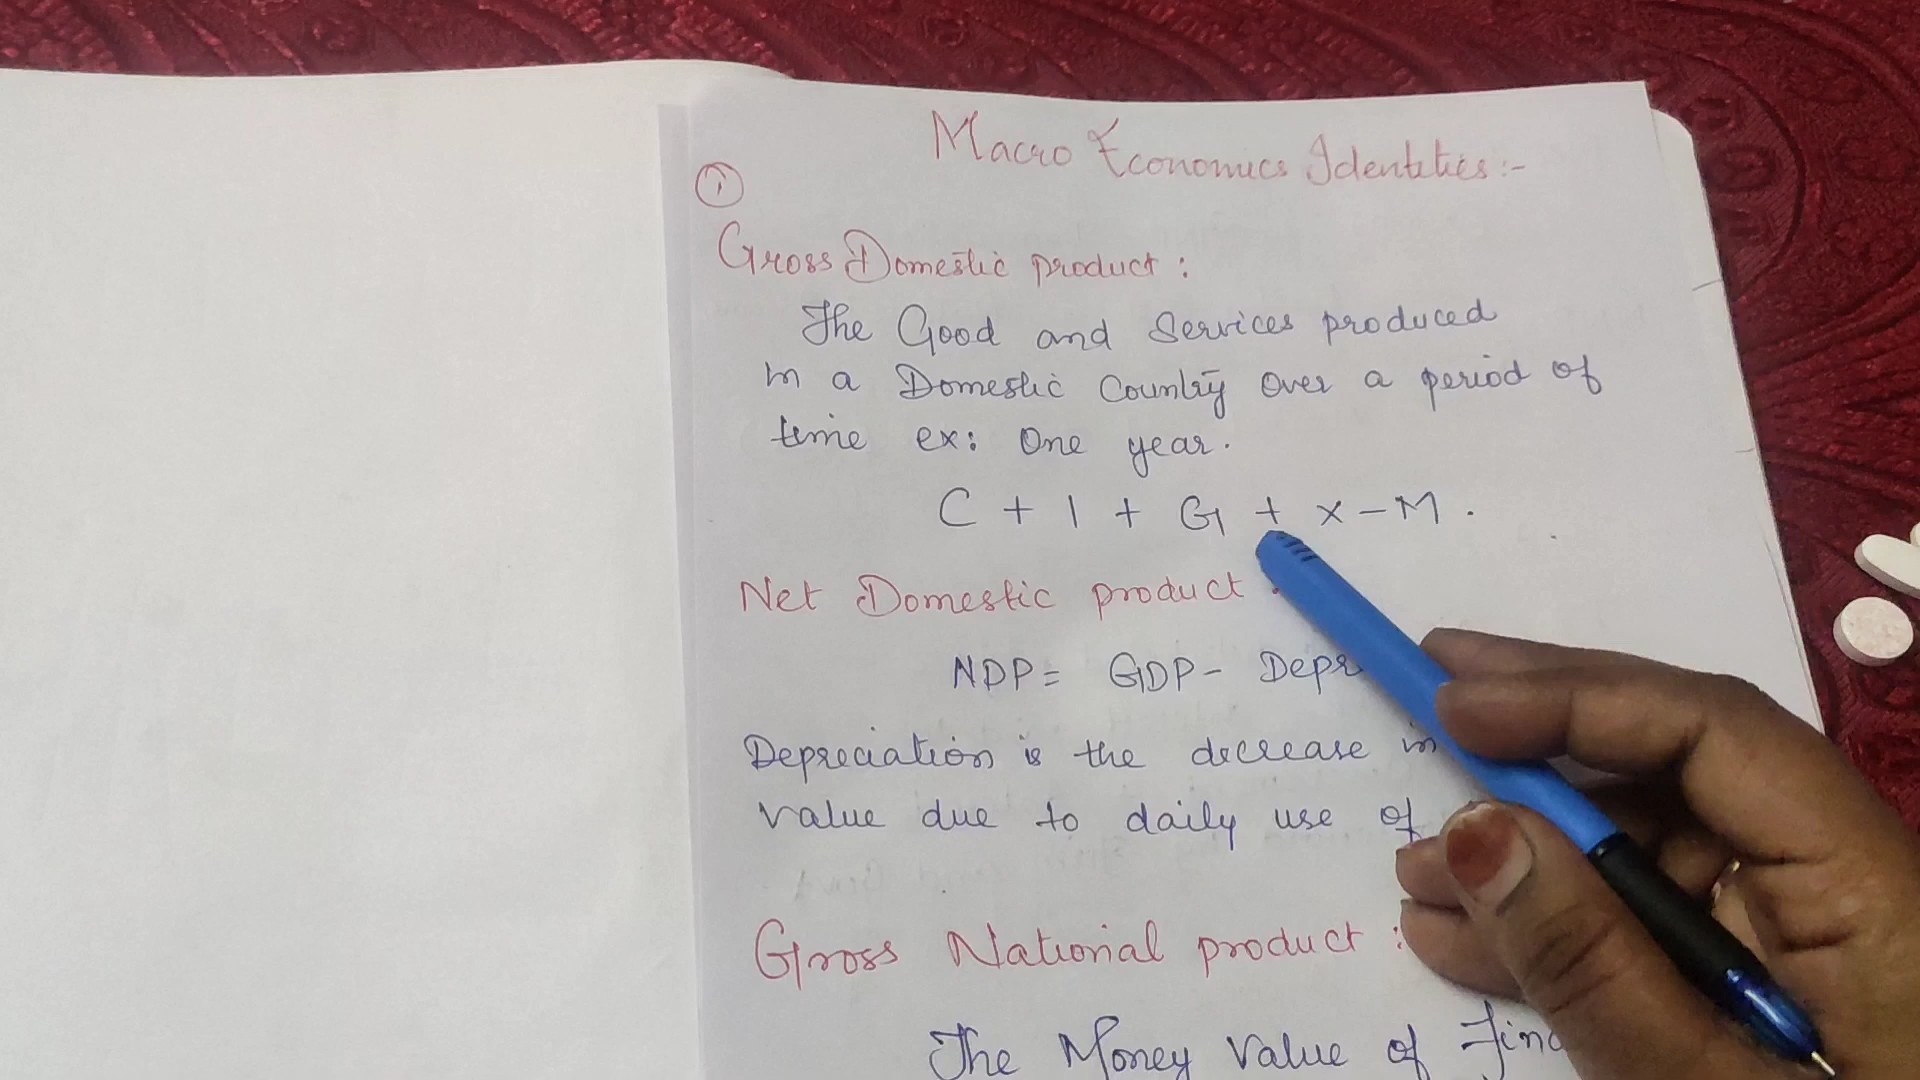 Macro Economics Identities :-
①
Gross Domestic product :
The Good and Services produced
in a Domestic Country over a period of
time ex: One year.
C + I + G + x - M .
Net Domestic product
NDP = GDP -
Depreciation is the decrease in
value due to daily use of
Gross National product :
The Money value of